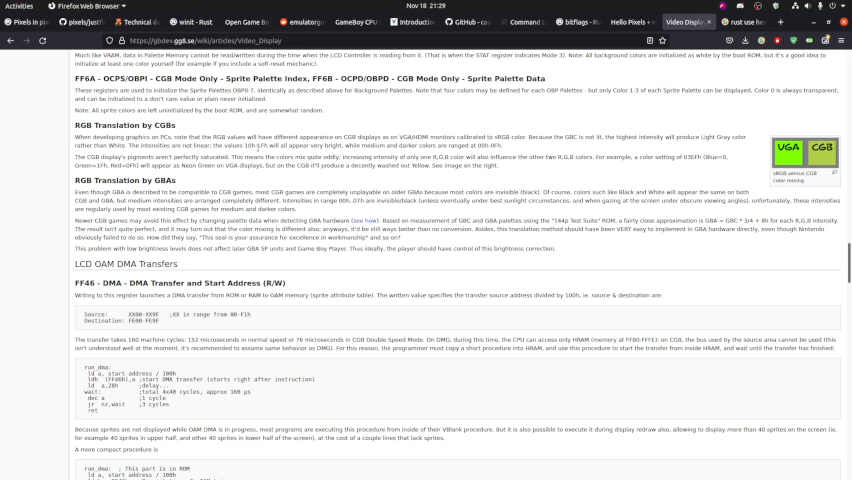 Activities
Firefox Web Browser
Nov 18 21:29
Pixels c
pixels/justfi
Technical da
winit - Rust
Open Game B
emulatorgu
GameBoy CPU
Introduction
GitHub - ca
Command L
bitflags - Ru
Hello Pixels + W
Video Display
rust use hex
https://gbdev.gg8.se/wiki/articles/Video_Display
Much like VRAM, data in Palette Memory cannot be read/written during the time when the LCD Controller is reading from it. (That is when the STAT register indicates Mode 3). Note: All background colors are initialized as white by the boot ROM, but it's a good idea to
initialize at least one color yourself (for example if you include a soft-reset mechanic).
FF6A - OCPS/OBPI - CGB Mode Only - Sprite Palette Index, FF6B - OCPD/OBPD - CGB Mode Only - Sprite Palette Data
These registers are used to initialize the Sprite Palettes OBP0-7, identically as described above for Background Palettes. Note that four colors may be defined for each OBP Palettes - but only Color 1-3 of each Sprite Palette can be displayed, Color 0 is always transparent,
and can be initialized to a don't care value or plain never initialized.
Note: All sprite colors are left uninitialized by the boot ROM, and are somewhat random.
RGB Translation by CGBs
When developing graphics on PCs, note that the RGB values will have different appearance on CGB displays as on VGA/HDMI monitors calibrated to sRGB color. Because the GBC is not lit, the highest intensity will produce Light Gray color
rather than White. The intensities are not linear; the values 10h-1Fh will all appear very bright, while medium and darker colors are ranged at 00h-0Fh.
The CGB display's pigments aren't perfectly saturated. This means the colors mix quite oddly; increasing intensity of only one R,G,B color will also influence the other two R,G,B colors. For example, a color setting of 03EFh (Blue=0,
Green=1Fh, Red=0Fh) will appear as Neon Green on VGA displays, but on the CGB it'll produce a decently washed out Yellow. See image on the right.
VGA CGB
sRGB versus CGB
color mixing
RGB Translation by GBAs
Even though GBA is described to be compatible to CGB games, most CGB games are completely unplayable on older GBAs because most colors are invisible (black). Of course, colors such like Black and White will appear the same on both
CGB and GBA, but medium intensities are arranged completely different. Intensities in range 00h..07h are invisible/black (unless eventually under best sunlight circumstances, and when gazing at the screen under obscure viewing angles), unfortunately, these intensities
are regularly used by most existing CGB games for medium and darker colors.
Newer CGB games may avoid this effect by changing palette data when detecting GBA hardware (see how). Based on measurement of GBC and GBA palettes using the "144p Test Suite" ROM, a fairly close approximation is GBA = GBC * 3/4 + 8h for each R,G,B intensity.
The result isn't quite perfect, and it may turn out that the color mixing is different also; anyways, it'd be still ways better than no conversion. Asides, this translation method should have been VERY easy to implement in GBA hardware directly, even though Nintendo
obviously failed to do so. How did they say, "This seal is your assurance for excellence in workmanship" and so on?
This problem with low brightness levels does not affect later GBA SP units and Game Boy Player. Thus ideally, the player should have control of this brightness correction.
LCD OAM DMA Transfers
FF46 - DMA - DMA Transfer and Start Address (R/W)
Writing to this register launches a DMA transfer from ROM or RAM to OAM memory (sprite attribute table). The written value specifies the transfer source address divided by 100h, ie. source & destination are:
Source: XX00-XX9F ;XX in range from 00-F1h
Destination: FE00-FE9F
The transfer takes 160 machine cycles: 152 microseconds in normal speed or 76 microseconds in CGB Double Speed Mode. On DMG, during this time, the CPU can access only HRAM (memory at FF80-FFFE); on CGB, the bus used by the source area cannot be used (this
isn't understood well at the moment, it's recommended to assume same behavior as DMG). For this reason, the programmer must copy a short procedure into HRAM, and use this procedure to start the transfer from inside HRAM, and wait until the transfer has finished:
run_dma:
ld a, start address / 100h
ldh (FF46h),a ;start DMA transfer (starts right after instruction)
ld a,28h ;delay...
wait: ;total 4x40 cycles, approx 160 μs
dec a ;1 cycle
jr nz,wait ;3 cycles
ret
Because sprites are not displayed while OAM DMA is in progress, most programs are executing this procedure from inside of their VBlank procedure. But it is also possible to execute it during display redraw also, allowing to display more than 40 sprites on the screen (ie.
for example 40 sprites in upper half, and other 40 sprites in lower half of the screen), at the cost of a couple lines that lack sprites.
A more compact procedure is
run_dma: ; This part is in ROM
ld a, start address / 100h